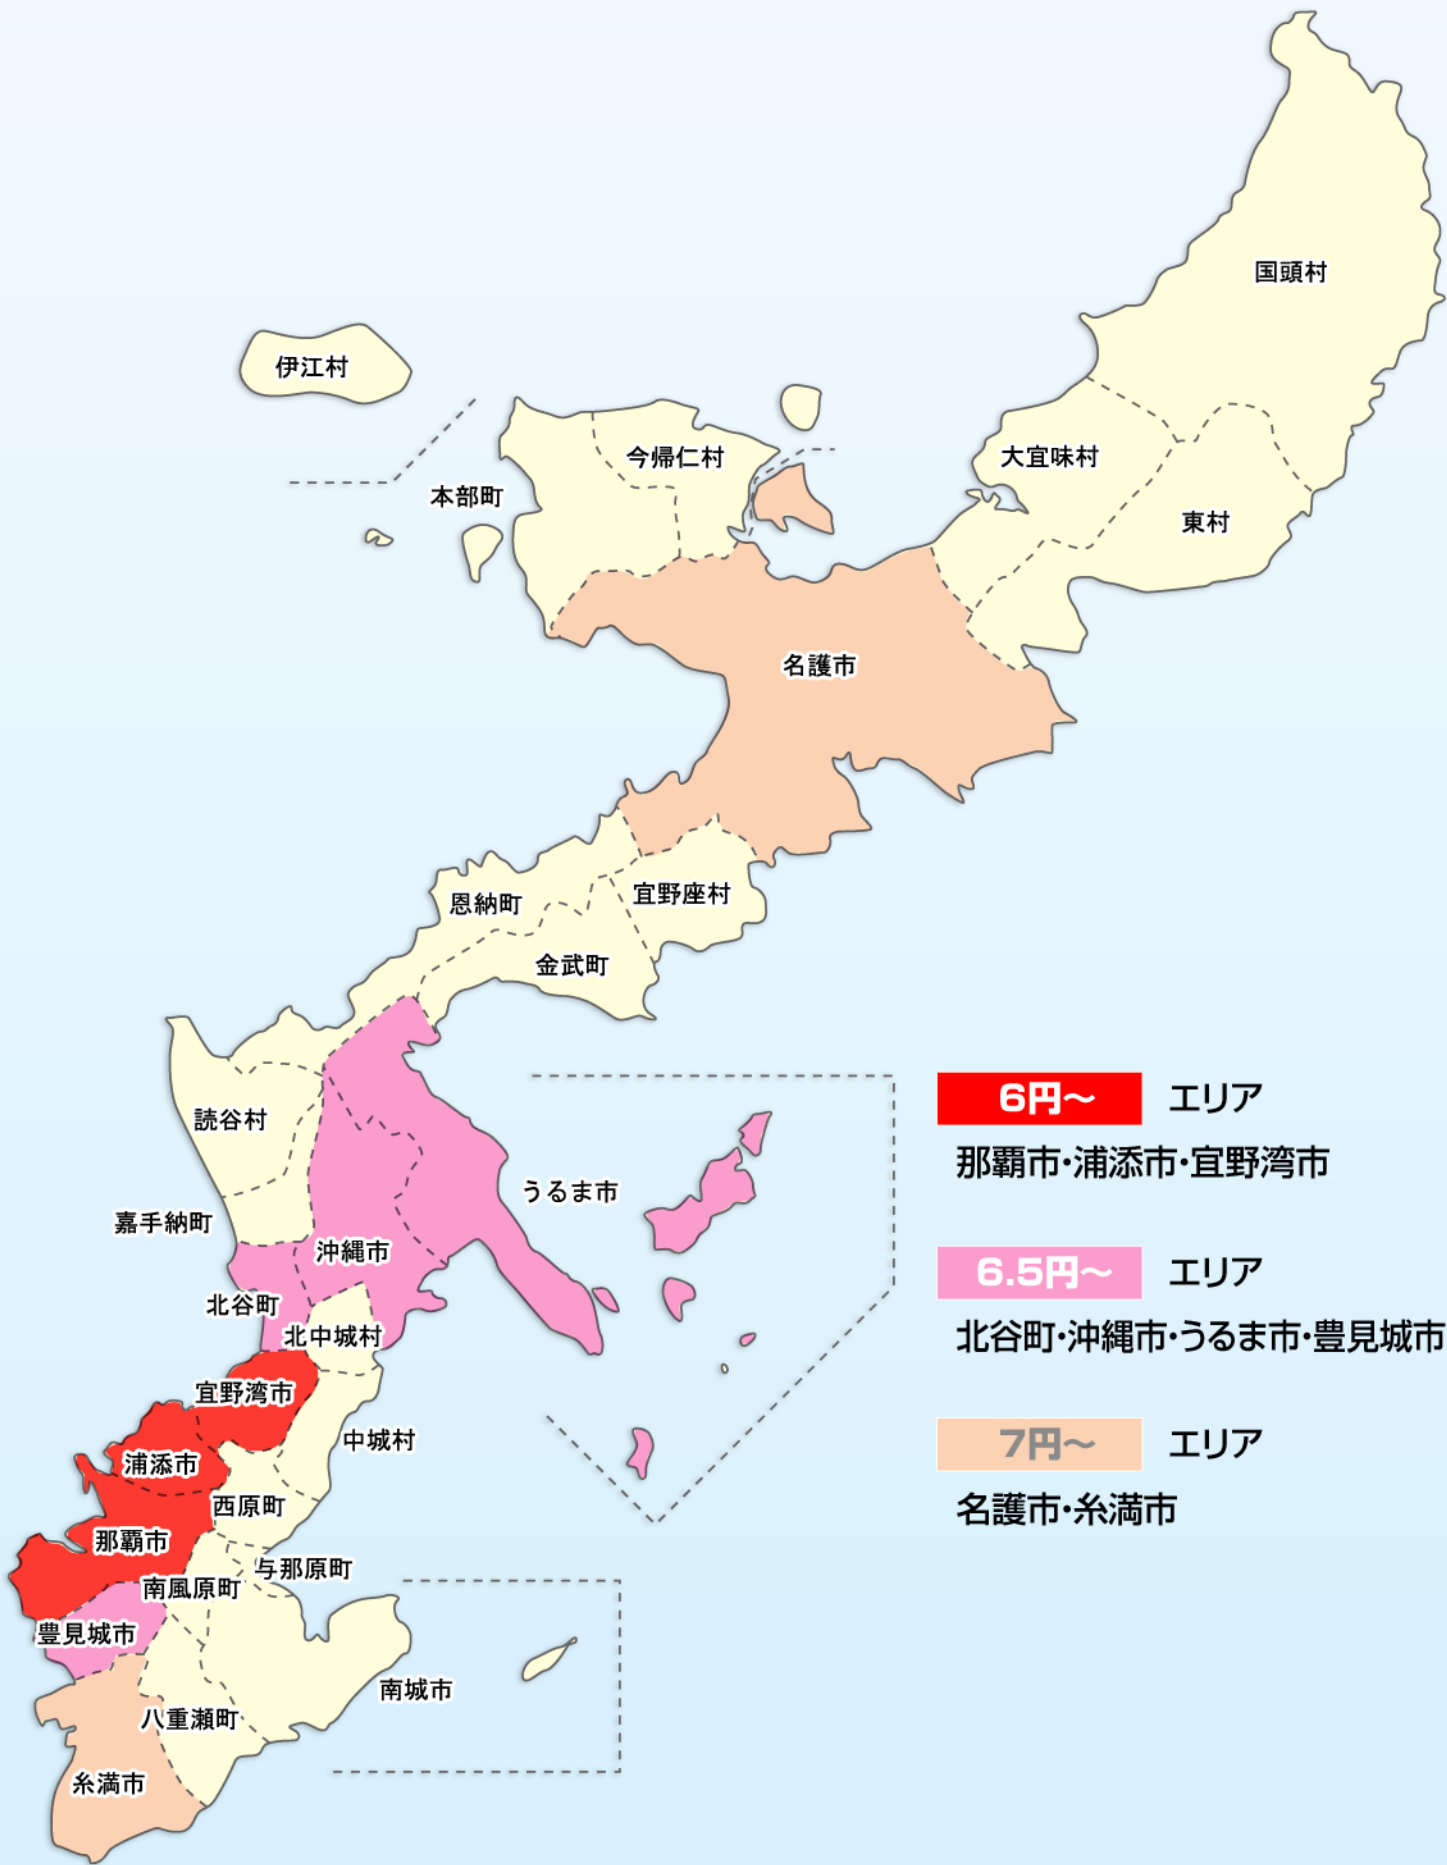 国頭村
伊江村
今帰仁村
大宜味村
本部町
東村
名護市
宜野座村
恩納町
金武町
6円～ エリア
読谷村
那覇市・浦添市・宜野湾市
うるま市
嘉手納町
沖縄市
6.5円～ エリア
北谷町
北中城村
北谷町・沖縄市・うるま市・豊見城市
宜野湾市
中城村
7円～ エリア
浦添市
西原町
名護市・糸満市
那覇市
与那原町
南風原町
豊見城市
南城市
八重瀬町
糸満市